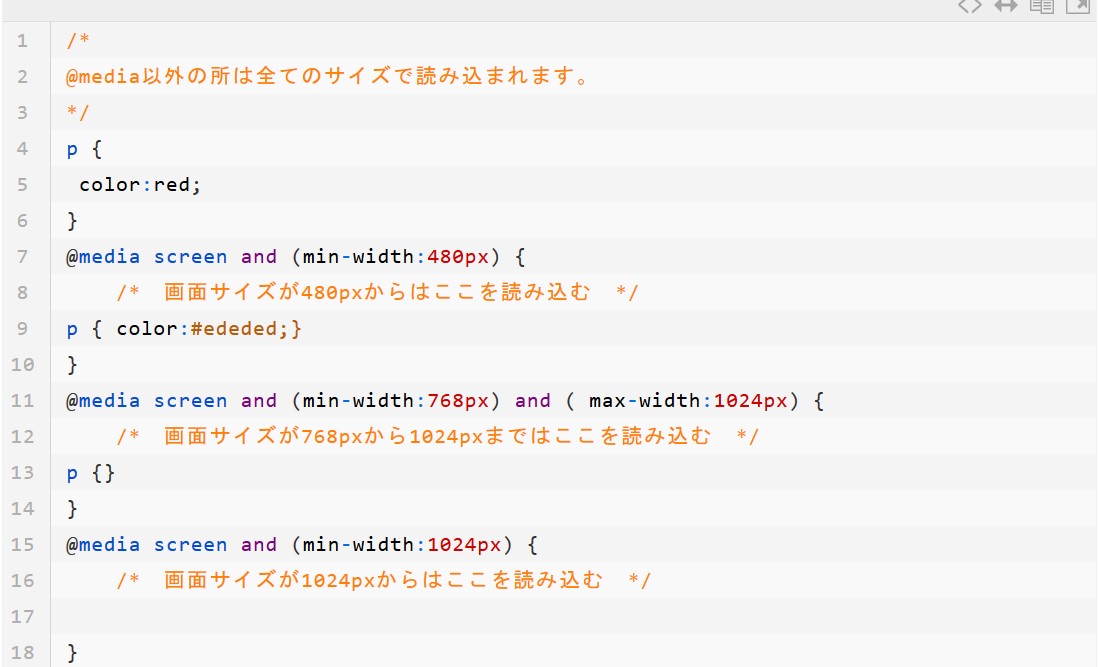 1 /*
2 @media以外の所は全てのサイズで読み込まれます。
3 */
4 p {
5  color:red;
6 }
7 @media screen and (min-width:480px) {
8     /*　画面サイズが480pxからはここを読み込む　*/
9 p { color:#ededed;}
10 }
11 @media screen and (min-width:768px) and ( max-width:1024px) {
12     /*　画面サイズが768pxから1024pxまではここを読み込む　*/
13 p {}
14 }
15 @media screen and (min-width:1024px) {
16     /*　画面サイズが1024pxからはここを読み込む　*/
17
18 }